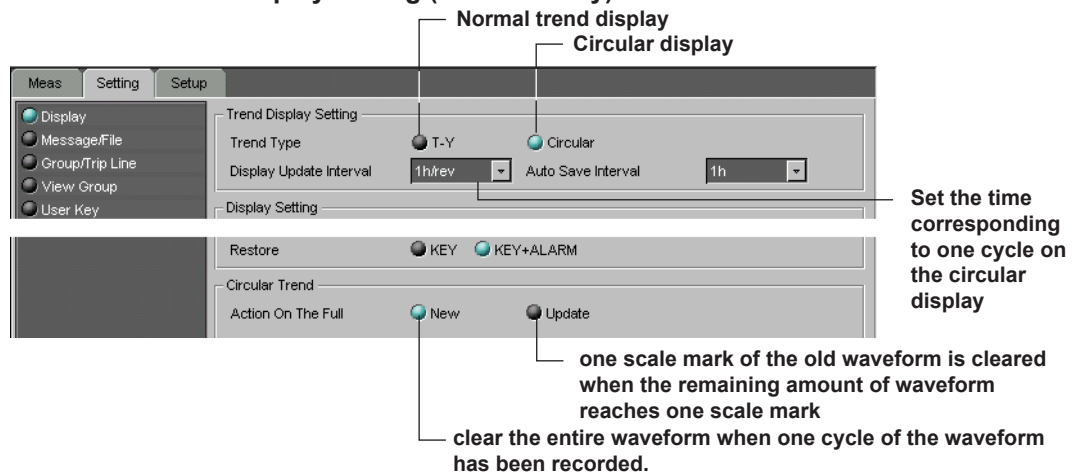 Normal trend display
Circular display
Meas Setting Setup
Display
Message/File
Group/Trip Line
View Group
User Key
Trend Display Setting
Trend Type T-Y Circular
Display Update Interval 1h/rev Auto Save Interval 1h
Display Setting
Restore KEY KEY+ALARM
Circular Trend
Action On The Full New Update
Set the time
corresponding
to one cycle on
the circular
display
one scale mark of the old waveform is cleared
when the remaining amount of waveform
reaches one scale mark
clear the entire waveform when one cycle of the waveform
has been recorded.